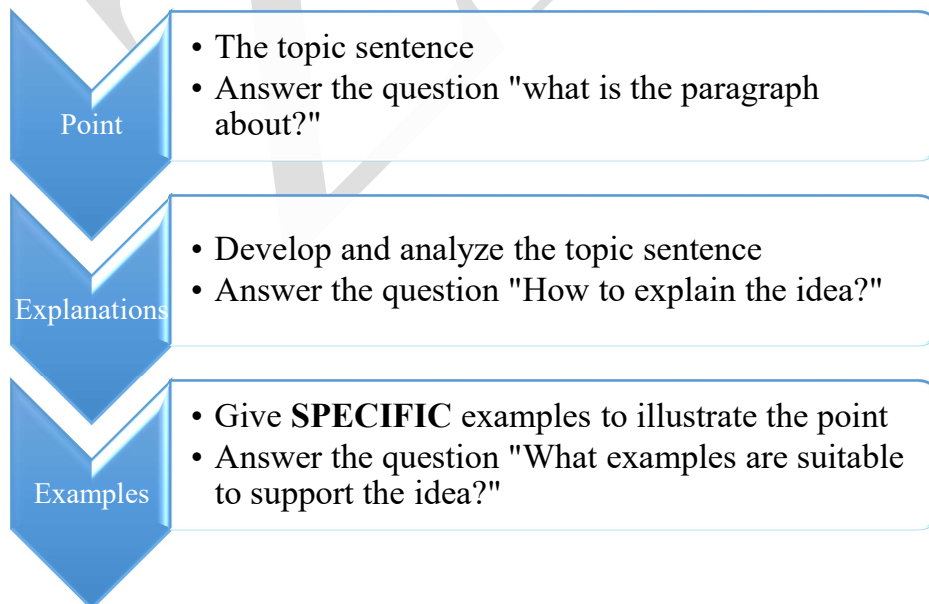 Point
• The topic sentence
• Answer the question "what is the paragraph
about?"
Explanations
• Develop and analyze the topic sentence
• Answer the question "How to explain the idea?"
Examples
• Give SPECIFIC examples to illustrate the point
• Answer the question "What examples are suitable
to support the idea?"